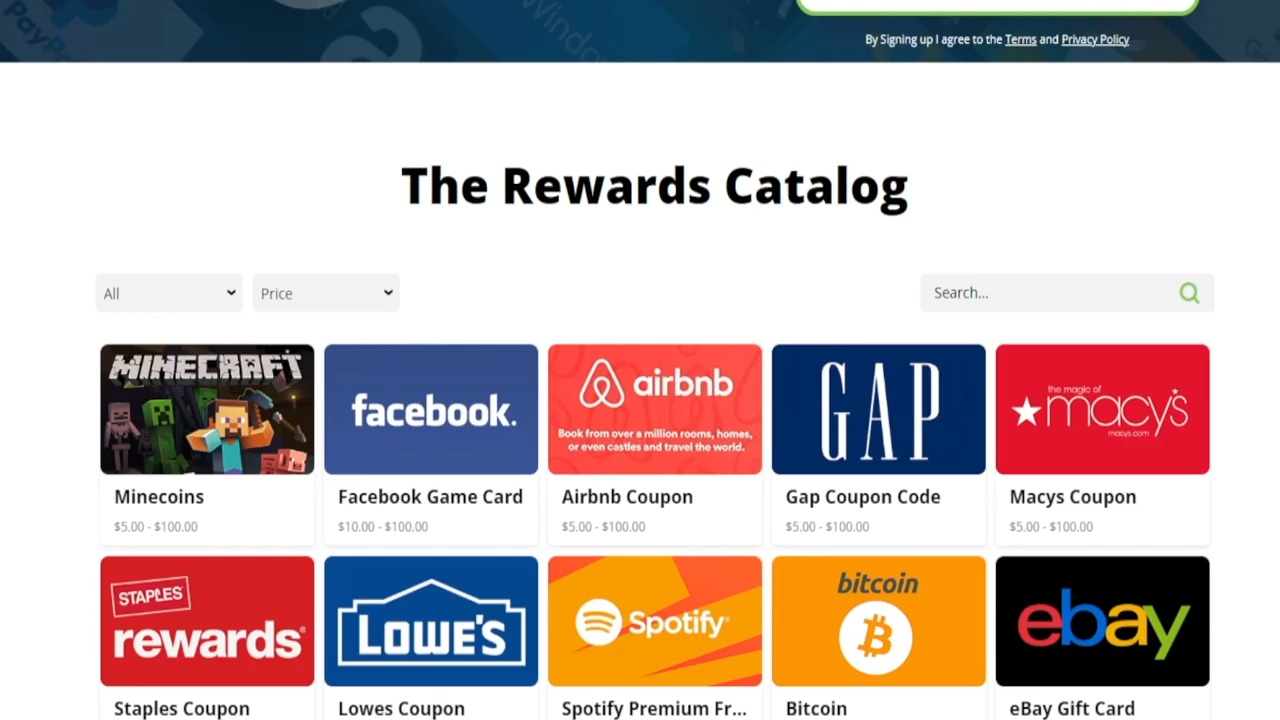 PayP
Windo
By Signing up I agree to the Terms and Privacy Policy
The Rewards Catalog
All
Price
Search...
MINECRAFT
facebook.
airbnb
Book from over a million rooms, homes,
or even castles and travel the world.
GAP
the magic of
macy's
macys.com
Minecoins
Facebook Game Card
Airbnb Coupon
Gap Coupon Code
Macys Coupon
$5.00 - $100.00
$10.00 - $100.00
$5.00 - $100.00
$5.00 - $100.00
$5.00 - $100.00
STAPLES
rewards
LOWE'S
Spotify
bitcoin
ebay
Staples Coupon
Lowes Coupon
Spotify Premium Fr...
Bitcoin
eBay Gift Card